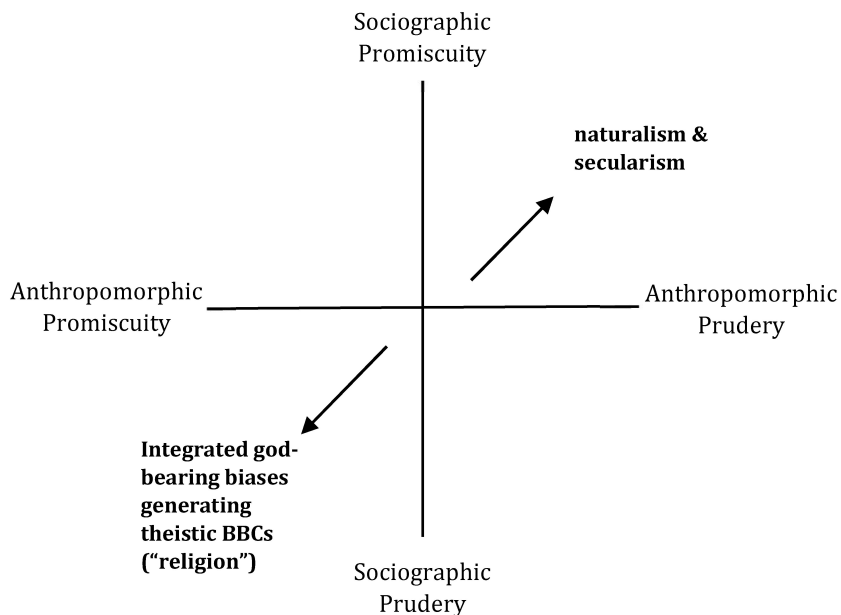 Sociographic
Promiscuity
naturalism &
secularism
Anthropomorphic
Promiscuity
Anthropomorphic
Prudery
Integrated god-
bearing biases
generating
theistic BBCs
(“religion”)
Sociographic
Prudery